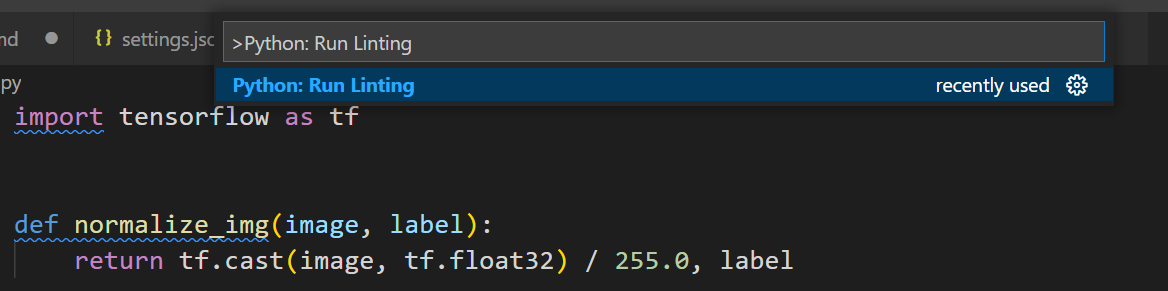 md ● {} settings.jsc
>Python: Run Linting
Python: Run Linting recently used
py
import tensorflow as tf
def normalize_img(image, label):
return tf.cast(image, tf.float32) / 255.0, label